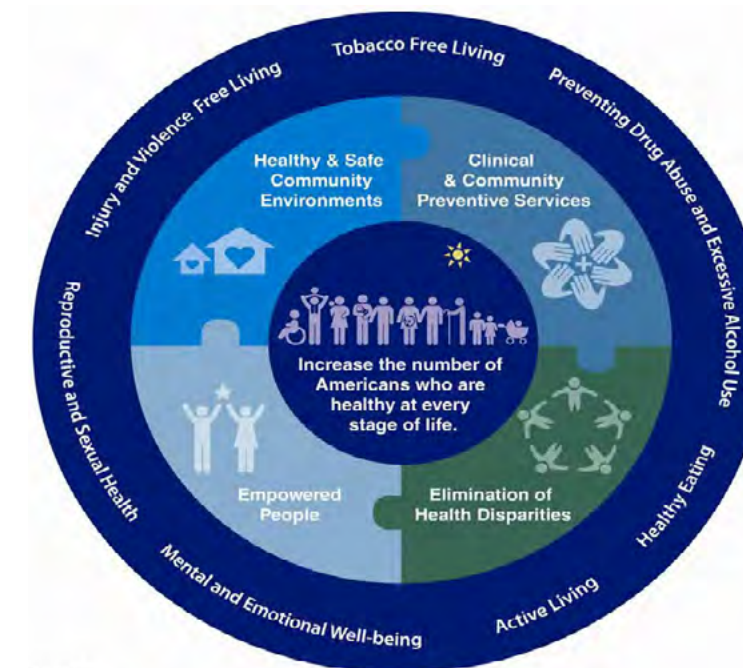 Tobacco Free Living
Preventing Drug Abuse and Excessive Alcohol Use
Healthy Eating
Active Living
Mental and Emotional Well-being
Reproductive and Sexual Health
Injury and Violence Free Living
Healthy & Safe
Community
Environments
Clinical
& Community
Preventive Services
Increase the number of
Americans who are
healthy at every
stage of life.
Empowered
People
Elimination of
Health Disparities